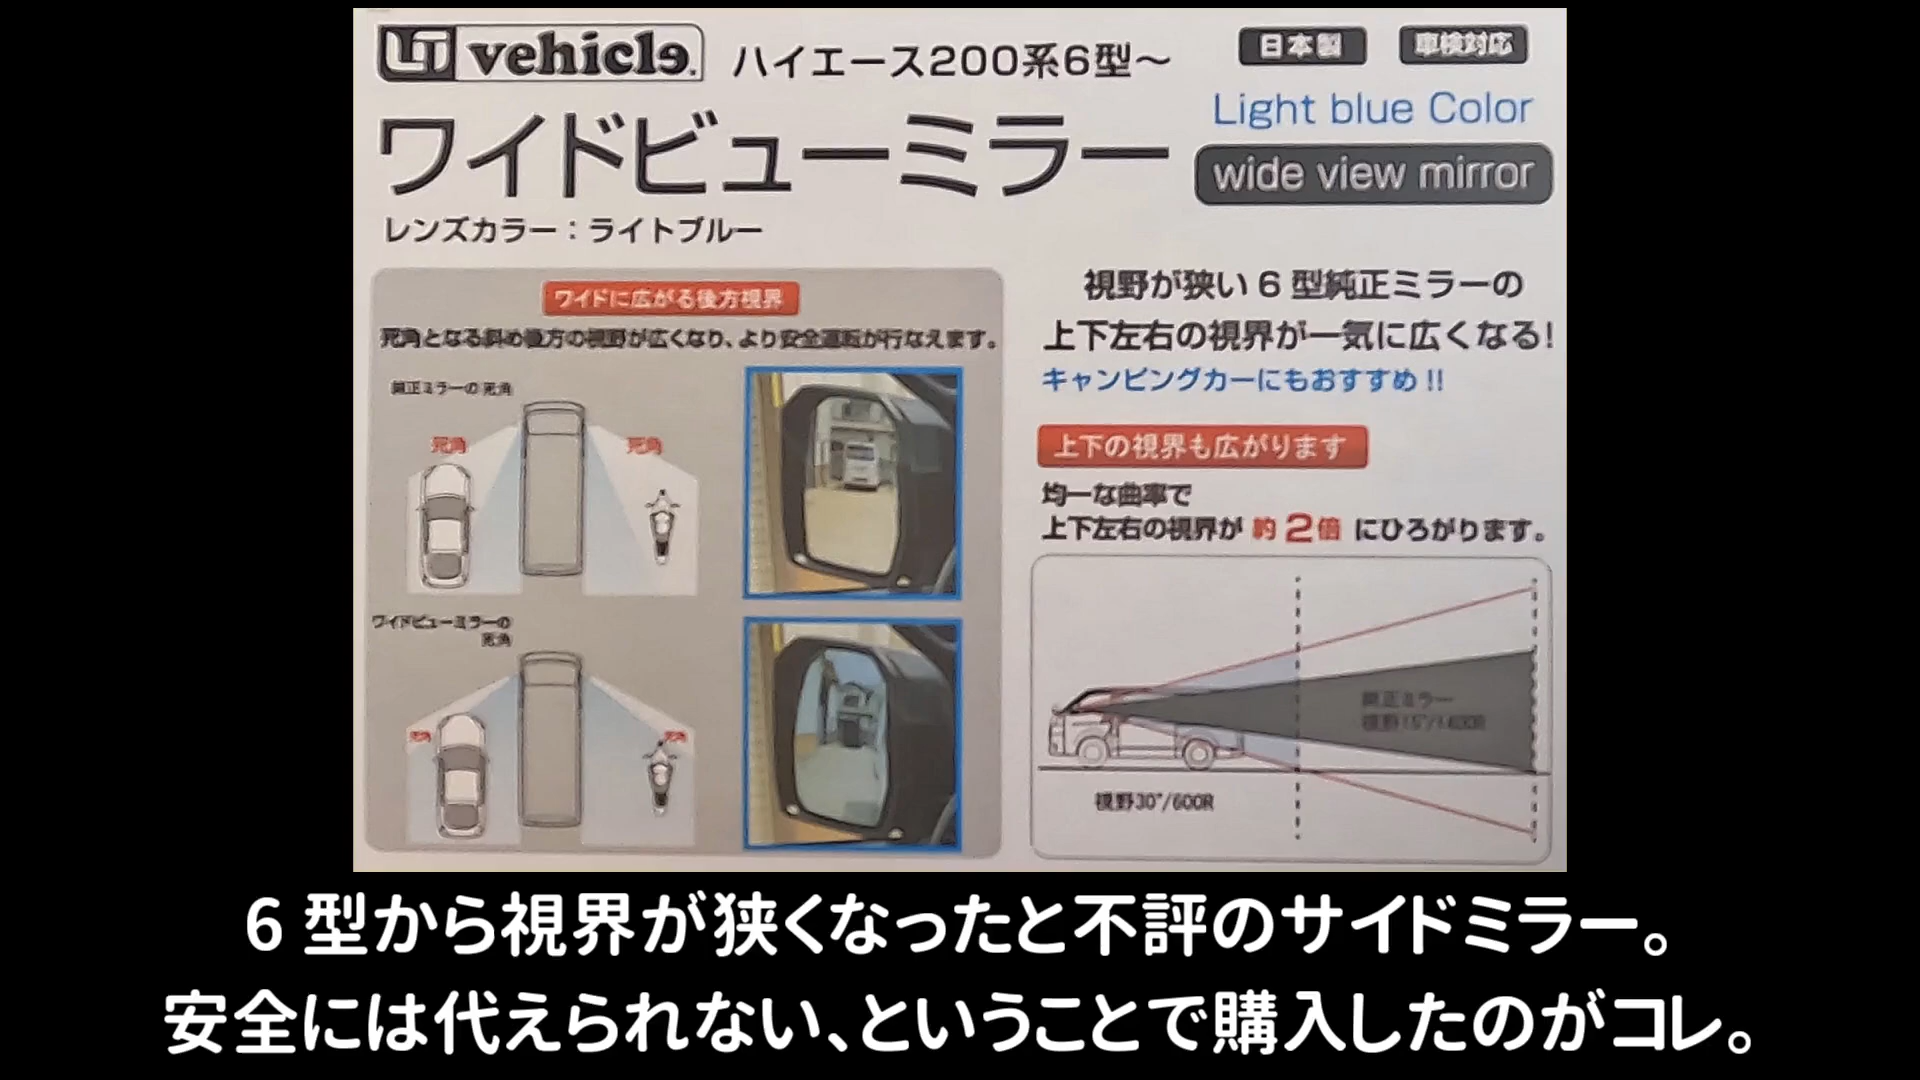 UI vehicle
ハイエース200系6型～
日本製
車検対応
Light blue Color
ワイドビューミラー
wide view mirror
レンズカラー：ライトブルー
ワイドに広がる後方視界
死角となる斜め後方の視野が広くなり、より安全運転が行なえます。
純正ミラーの死角
死角
死角
ワイドビューミラーの
死角
死角
死角
視野が狭い6型純正ミラーの
上下左右の視界が一気に広くなる!
キャンピングカーにもおすすめ!!
上下の視界も広がります
均一な曲率で
上下左右の視界が 約2倍 にひろがります。
純正ミラー
視野15°/1400R
視野30°/600R
6型から視界が狭くなったと不評のサイドミラー。
安全には代えられない、ということで購入したのがコレ。